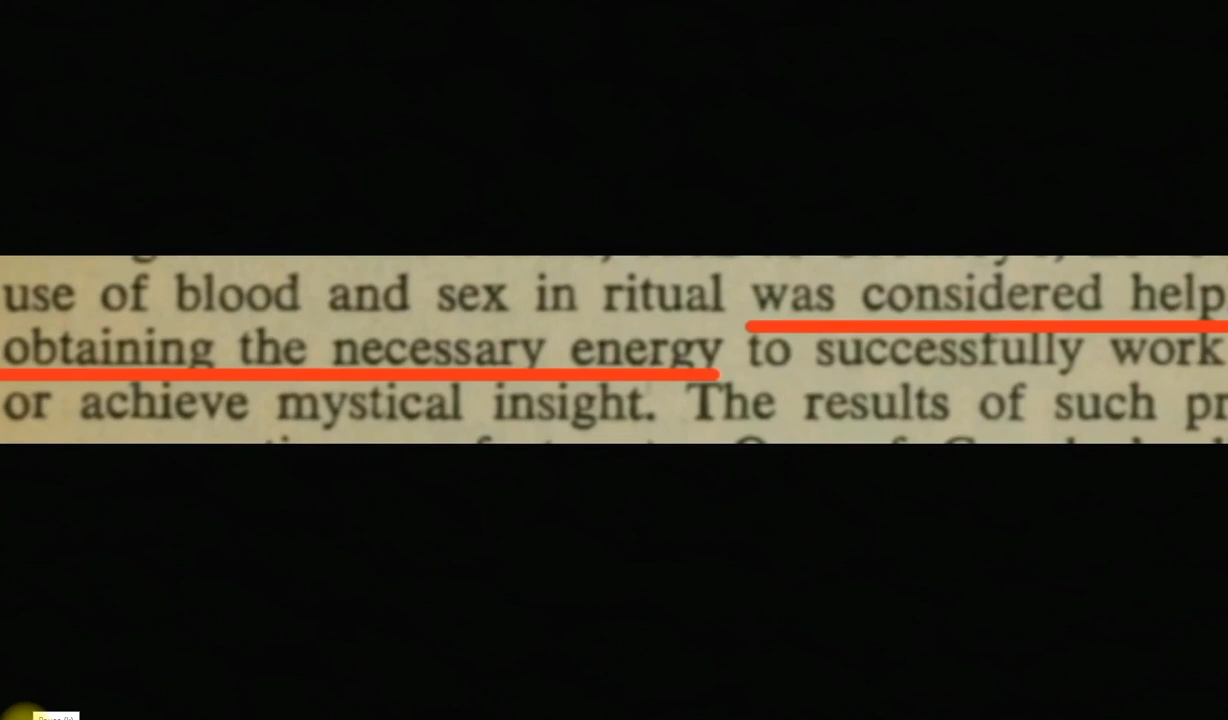 use of blood and sex in ritual was considered help
obtaining the necessary energy to successfully work
or achieve mystical insight. The results of such pr